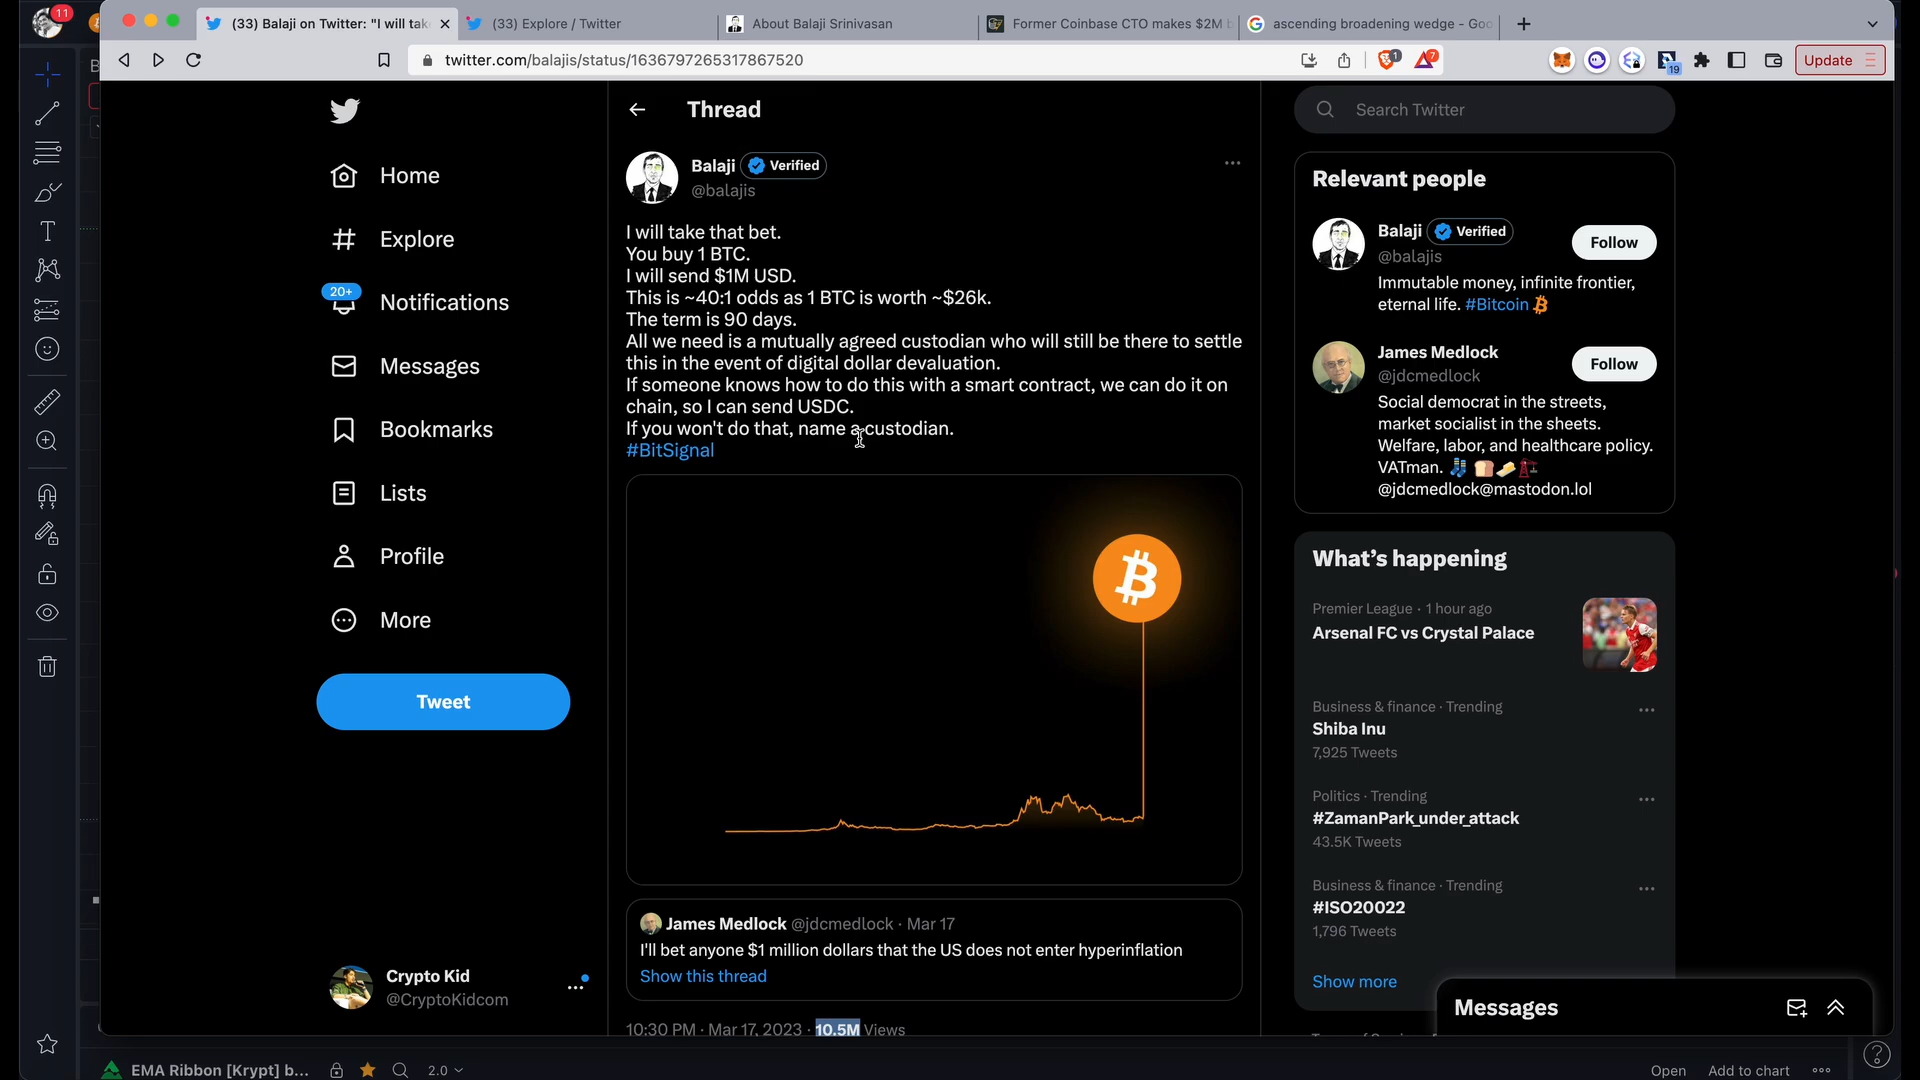 11
(33) Balaji on Twitter: "I will tak
(33) Explore / Twitter
About Balaji Srinivasan
Former Coinbase CTO makes $2M b
ascending broadening wedge - Goo
twitter.com/balajis/status/1636797265317867520
1
7
19
Update
Thread
Search Twitter
Home
Explore
20+
Notifications
Messages
Bookmarks
Lists
Profile
More
Tweet
Crypto Kid
@CryptoKidcom
Balaji
Verified
@balajis
I will take that bet.
You buy 1 BTC.
I will send $1M USD.
This is ~40:1 odds as 1 BTC is worth ~$26k.
The term is 90 days.
All we need is a mutually agreed custodian who will still be there to settle
this in the event of digital dollar devaluation.
If someone knows how to do this with a smart contract, we can do it on
chain, so I can send USDC.
If you won't do that, name a custodian.
#BitSignal
James Medlock @jdcmedlock · Mar 17
I'll bet anyone $1 million dollars that the US does not enter hyperinflation
Show this thread
10:30 PM · Mar 17, 2023 · 10.5M Views
Relevant people
Balaji
Verified
Follow
@balajis
Immutable money, infinite frontier,
eternal life. #Bitcoin
James Medlock
Follow
@jdcmedlock
Social democrat in the streets,
market socialist in the sheets.
Welfare, labor, and healthcare policy.
VATman.
@jdcmedlock@mastodon.lol
What's happening
Premier League · 1 hour ago
Arsenal FC vs Crystal Palace
Business & finance · Trending
Shiba Inu
7,925 Tweets
Politics · Trending
#ZamanPark_under_attack
43.5K Tweets
Business & finance · Trending
#ISO20022
1,796 Tweets
Show more
Messages
EMA Ribbon [Krypt] b...
2.0
Open
Add to chart